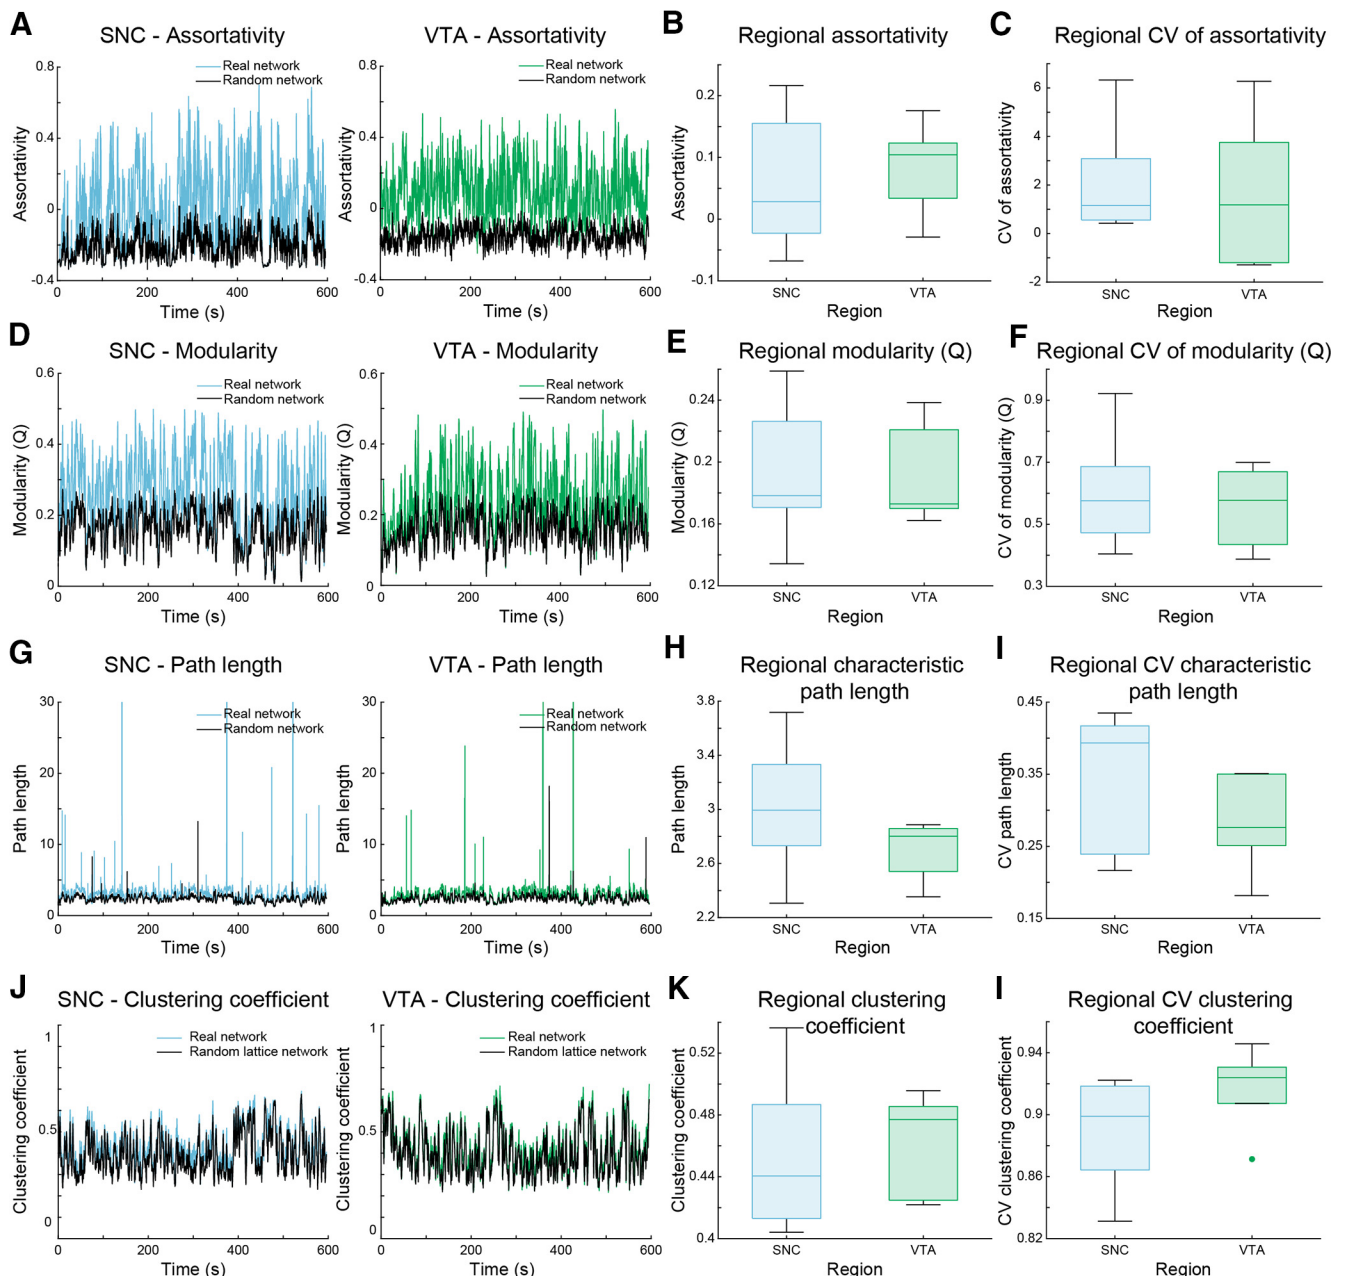 A
SNC - Assortativity
Real network
Random network
0.8
0.4
0
-0.4
Assortativity
0
200
400
600
Time (s)
VTA - Assortativity
Real network
Random network
0.8
0.4
0
-0.4
Assortativity
0
200
400
600
Time (s)
B
Regional assortativity
0.2
0.1
0
-0.1
Assortativity
SNC
VTA
Region
C
Regional CV of assortativity
6
4
2
0
-2
CV of assortativity
SNC
VTA
Region
D
SNC - Modularity
Real network
Random network
0.6
0.4
0.2
0
Modularity (Q)
0
200
400
600
Time (s)
VTA - Modularity
Real network
Random network
0.6
0.4
0.2
0
Modularity (Q)
0
200
400
600
Time (s)
E
Regional modularity (Q)
0.24
0.2
0.16
0.12
Modularity (Q)
SNC
VTA
Region
F
Regional CV of modularity (Q)
0.9
0.7
0.5
0.3
CV of modularity (Q)
SNC
VTA
Region
G
SNC - Path length
Real network
Random network
30
20
10
0
Path length
0
200
400
600
Time (s)
VTA - Path length
Real network
Random network
30
20
10
0
Path length
0
200
400
600
Time (s)
H
Regional characteristic
path length
3.8
3.4
3
2.6
2.2
Path length
SNC
VTA
Region
I
Regional CV characteristic
path length
0.45
0.35
0.25
0.15
CV path length
SNC
VTA
Region
J
SNC - Clustering coefficient
Real network
Random lattice network
1
0.5
0
Clustering coefficient
0
200
400
600
Time (s)
VTA - Clustering coefficient
Real network
Random lattice network
1
0.5
0
Clustering coefficient
0
200
400
600
Time (s)
K
Regional clustering
coefficient
0.52
0.48
0.44
0.4
Clustering coefficient
SNC
VTA
Region
I
Regional CV clustering
coefficient
0.94
0.9
0.86
0.82
CV clustering coefficient
SNC
VTA
Region